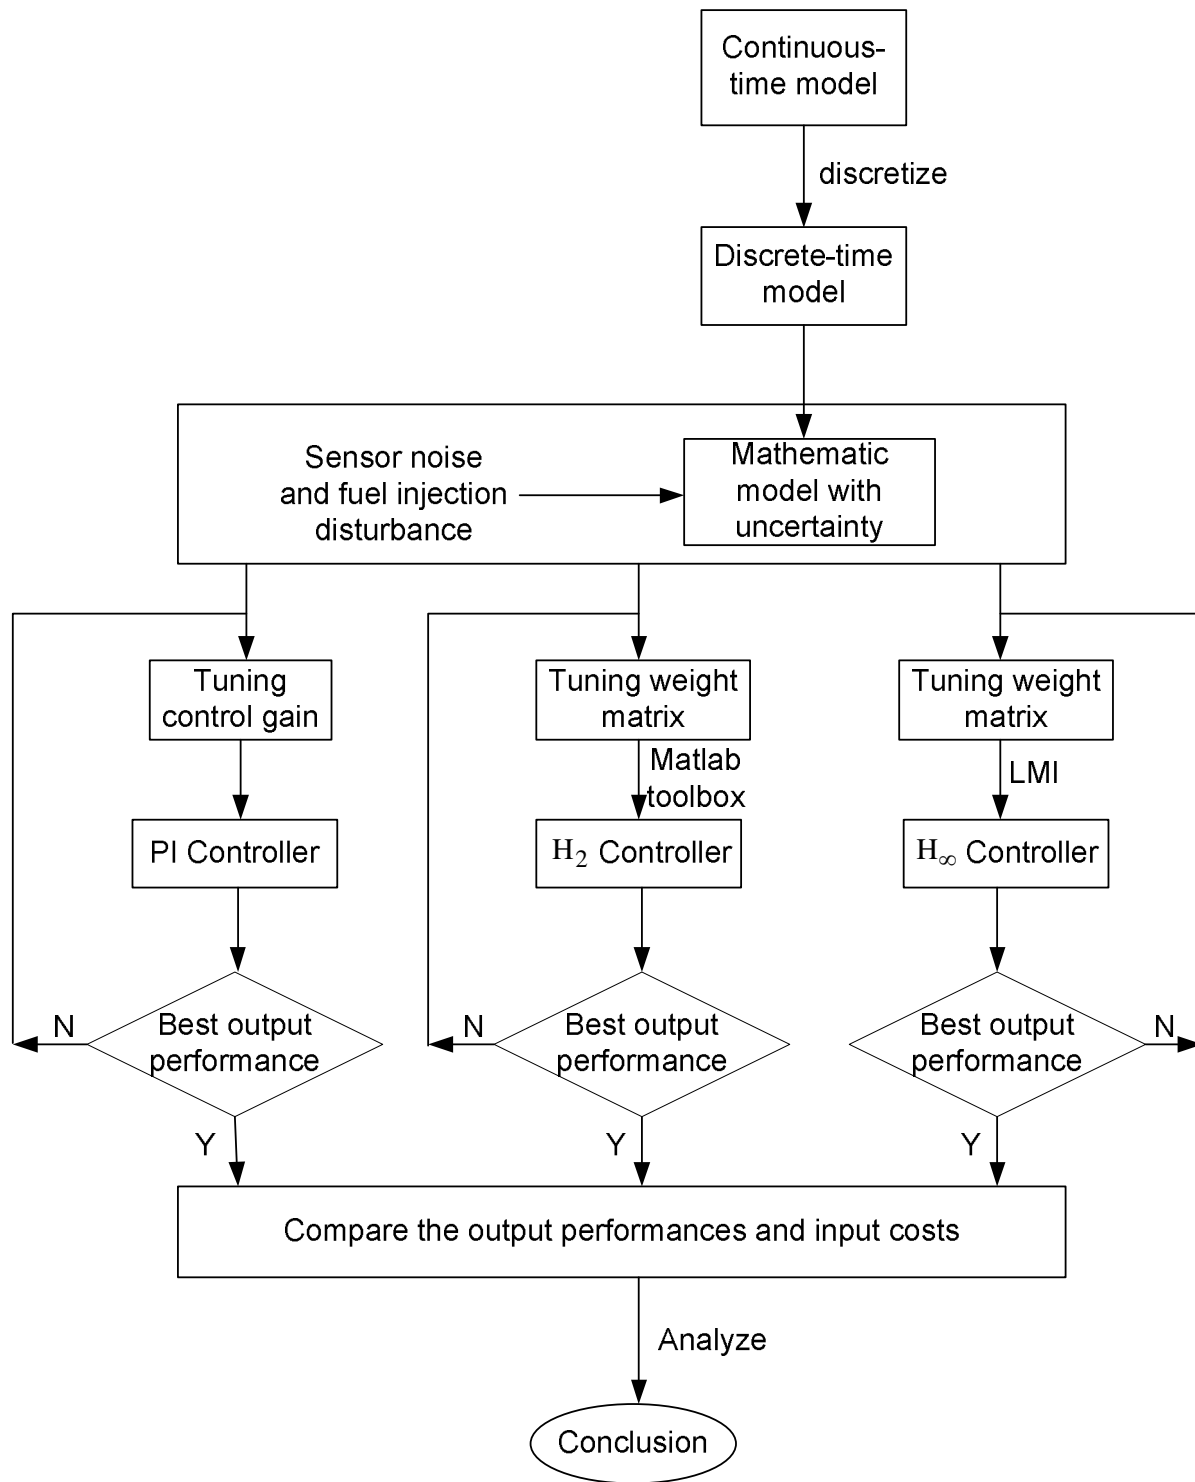 Continuous-
time model
discretize
Discrete-time
model
Sensor noise
and fuel injection
disturbance
Mathematic
model with
uncertainty
Tuning
control gain
Tuning weight
matrix
Tuning weight
matrix
Matlab
toolbox
LMI
PI Controller
H₂ Controller
H∞ Controller
N
Best output
performance
N
Best output
performance
Best output
performance
N
Y
Y
Y
Compare the output performances and input costs
Analyze
Conclusion